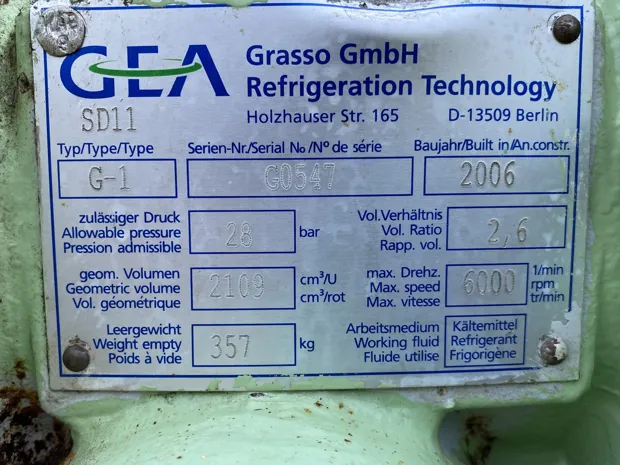 GEA
Grasso GmbH
Refrigeration Technology
SD11
Holzhauser Str. 165 D-13509 Berlin
Typ/Type/Type Serien-Nr./Serial No/Nº de série Baujahr/Built in/An.constr.
G-1 G0547 2006
zulässiger Druck
Allowable pressure
Pression admissible
28 bar
Vol.Verhältnis
Vol. Ratio
Rapp. vol.
2,6
geom. Volumen
Geometric volume
Vol. géométrique
2109
cm³/U
cm³/rot
max. Drehz.
Max. speed
Max. vitesse
6000
1/min
rpm
tr/min
Leergewicht
Weight empty
Poids à vide
357 kg
Arbeitsmedium
Working fluid
Fluide utilise
Kältemittel
Refrigerant
Frigorigène